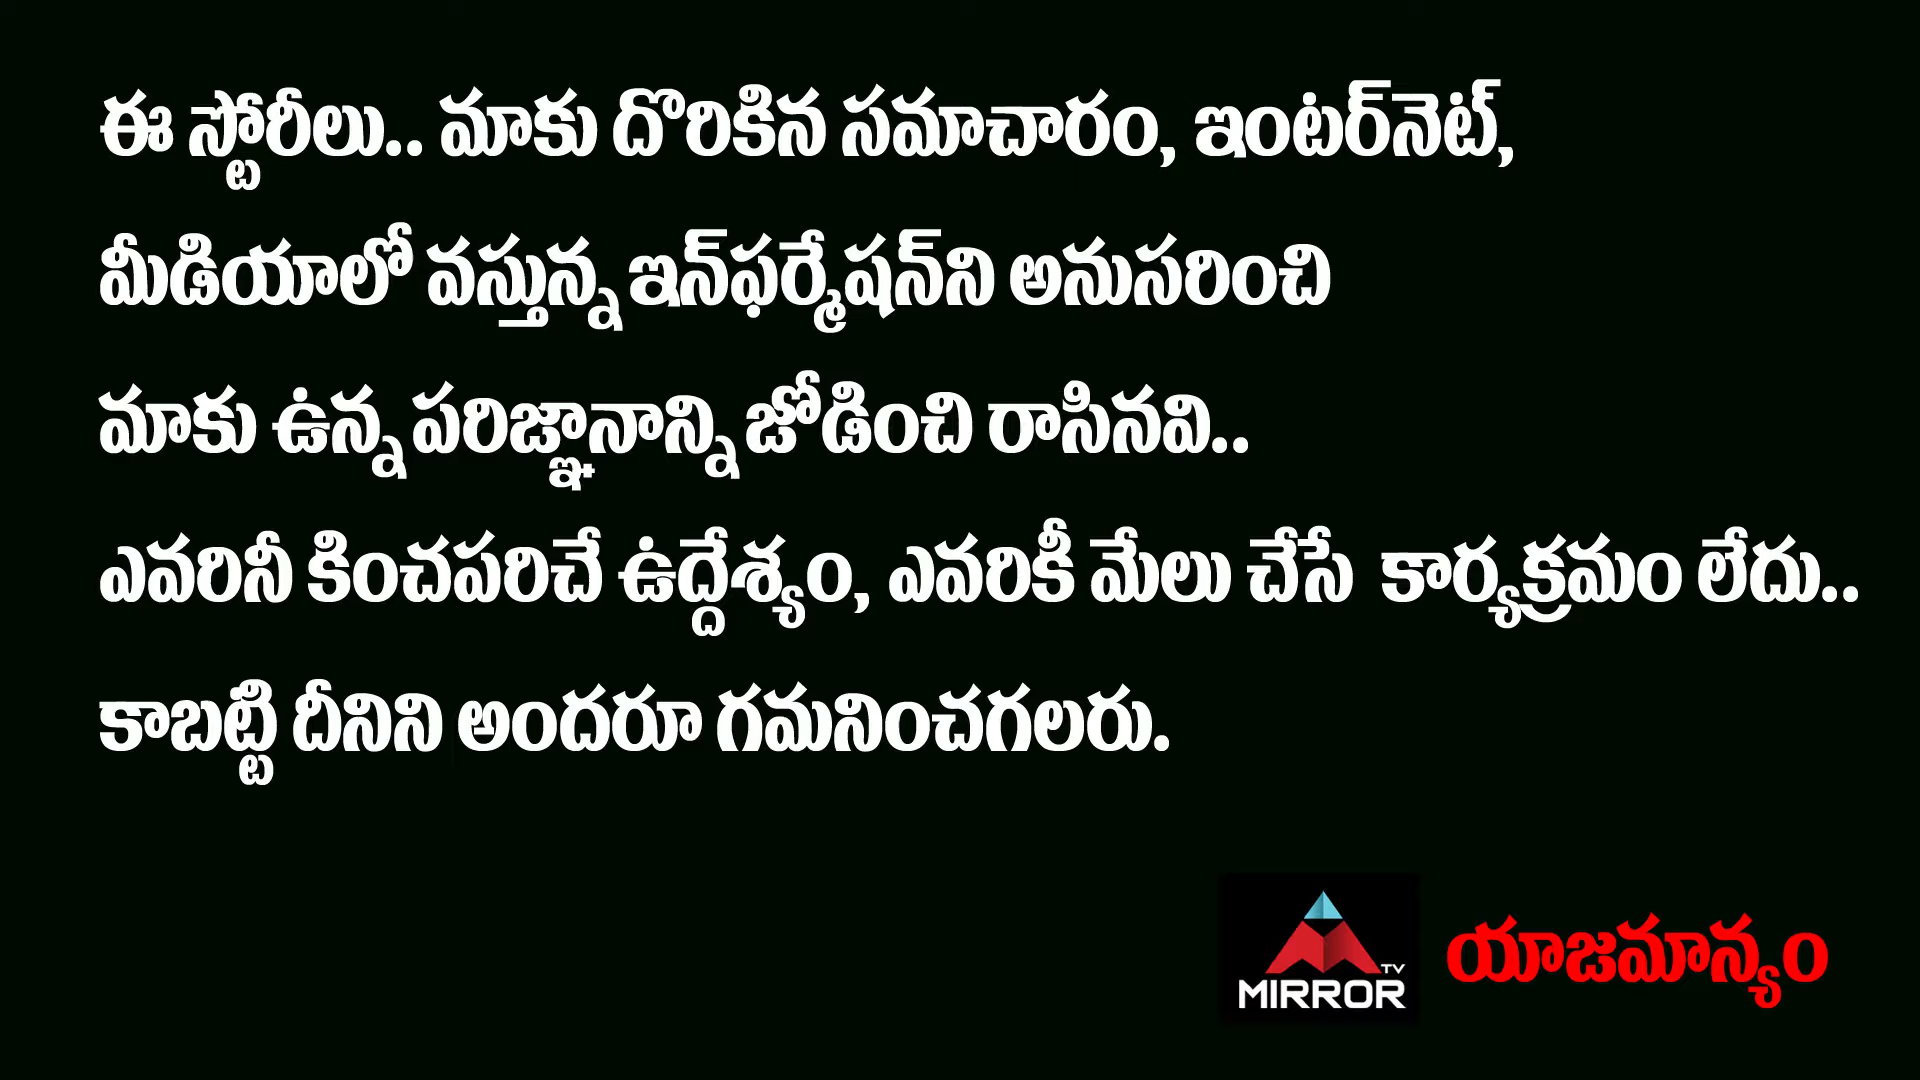 ఈ స్టోరీలు.. మాకు దొరికిన సమాచారం, ఇంటర్‌నెట్,
మీడియాలో వస్తున్న ఇన్‌ఫర్మేషన్‌ని అనుసరించి
మాకు ఉన్న పరిజ్ఞానాన్ని జోడించి రాసినవి..
ఎవరినీ కించపరిచే ఉద్దేశ్యం, ఎవరికీ మేలు చేసే కార్యక్రమం లేదు..
కాబట్టి దీనిని అందరూ గమనించగలరు.
MIRROR TV యాజమాన్యం